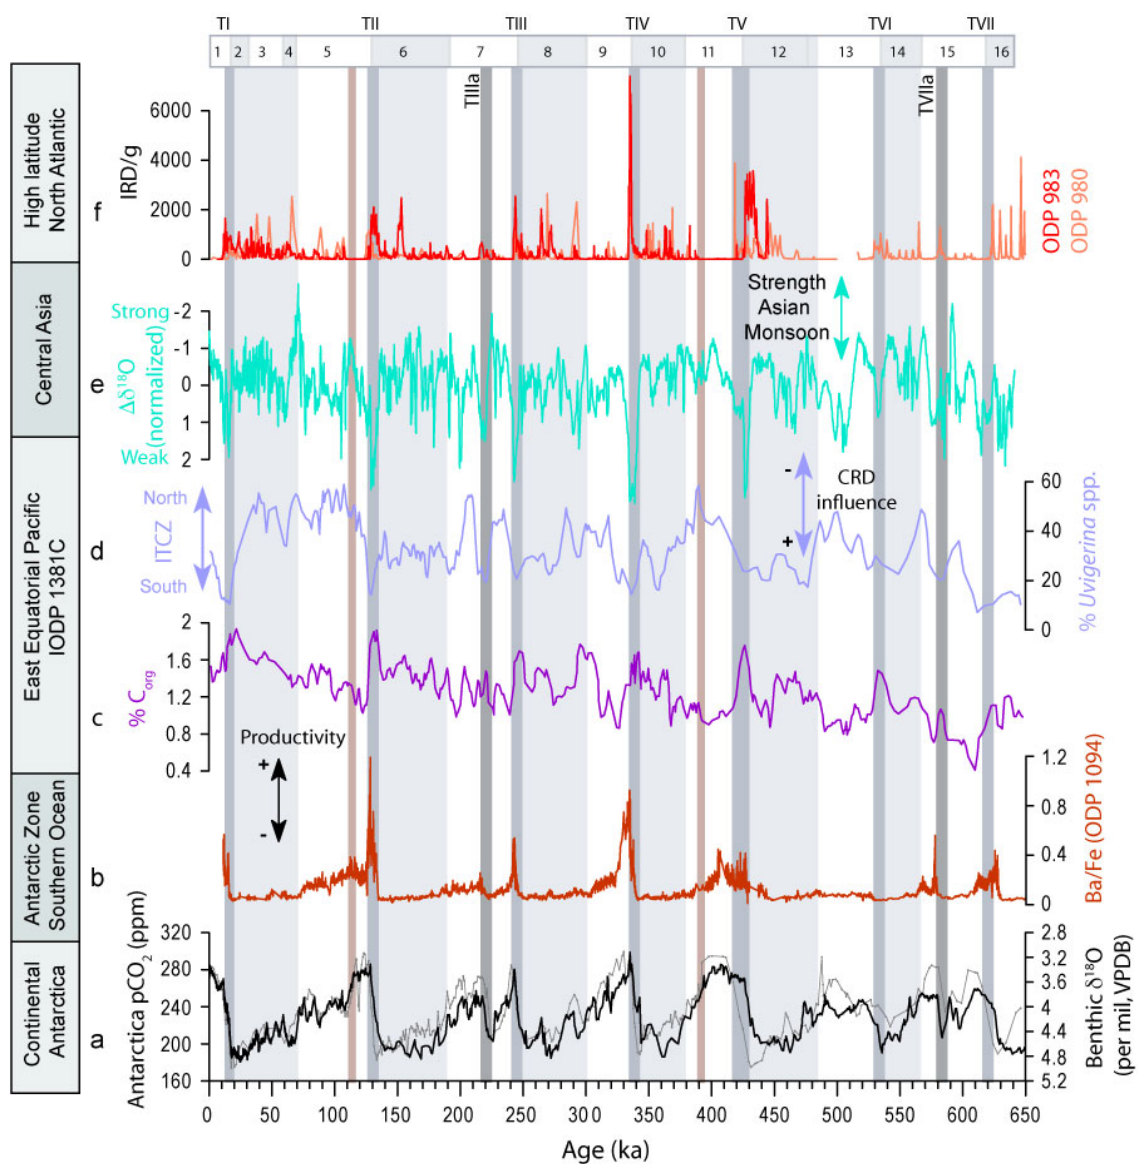 TI TII TIII TIV TV TVI TVII
1 2 3 4 5 6 7 8 9 10 11 12 13 14 15 16
TIIIa
TVIIa
High latitude
North Atlantic
f
IRD/g
6000
4000
2000
0
ODP 983
ODP 980
Central Asia
e
Strong
Δδ¹⁸O
(normalized)
Weak
-2
-1
0
1
2
Strength
Asian
Monsoon
East Equatorial Pacific
IODP 1381C
d
North
ITCZ
South
-
CRD
influence
+
60
40
20
0
% Uvigerina spp.
c
% Corg
2
1.6
1.2
0.8
0.4
Productivity
+
-
Antarctic Zone
Southern Ocean
b
1.2
0.8
0.4
0
Ba/Fe (ODP 1094)
Continental
Antarctica
a
Antarctica pCO₂ (ppm)
320
280
240
200
160
2.8
3.2
3.6
4
4.4
4.8
5.2
Benthic δ¹⁸O
(per mil, VPDB)
0 50 100 150 200 250 300 350 400 450 500 550 600 650
Age (ka)